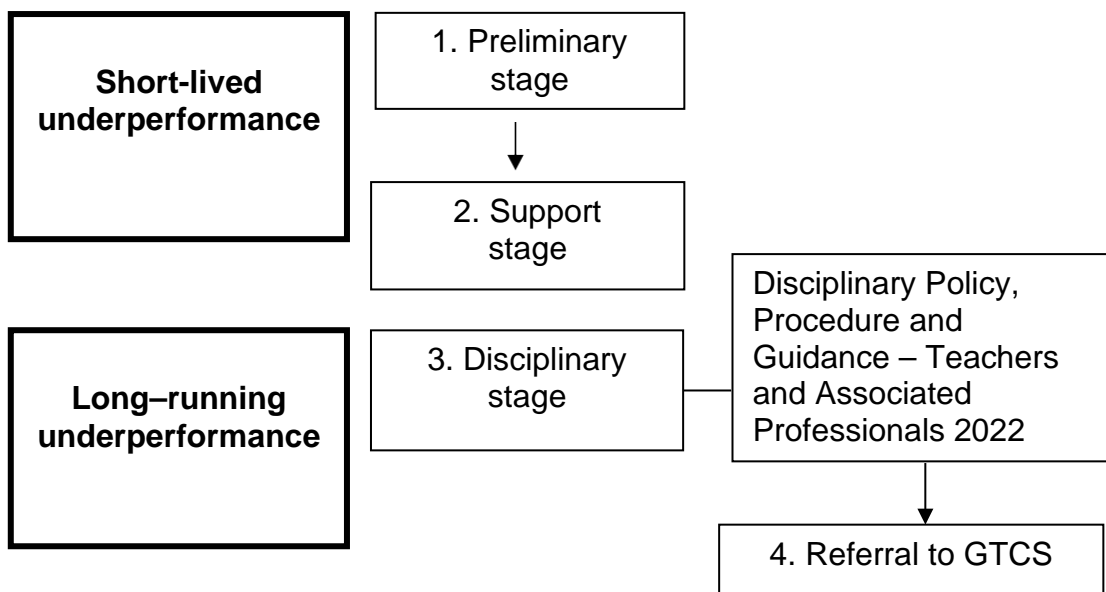 Short-lived
underperformance
1. Preliminary
stage
2. Support
stage
Long–running
underperformance
3. Disciplinary
stage
Disciplinary Policy,
Procedure and
Guidance – Teachers
and Associated
Professionals 2022
4. Referral to GTCS